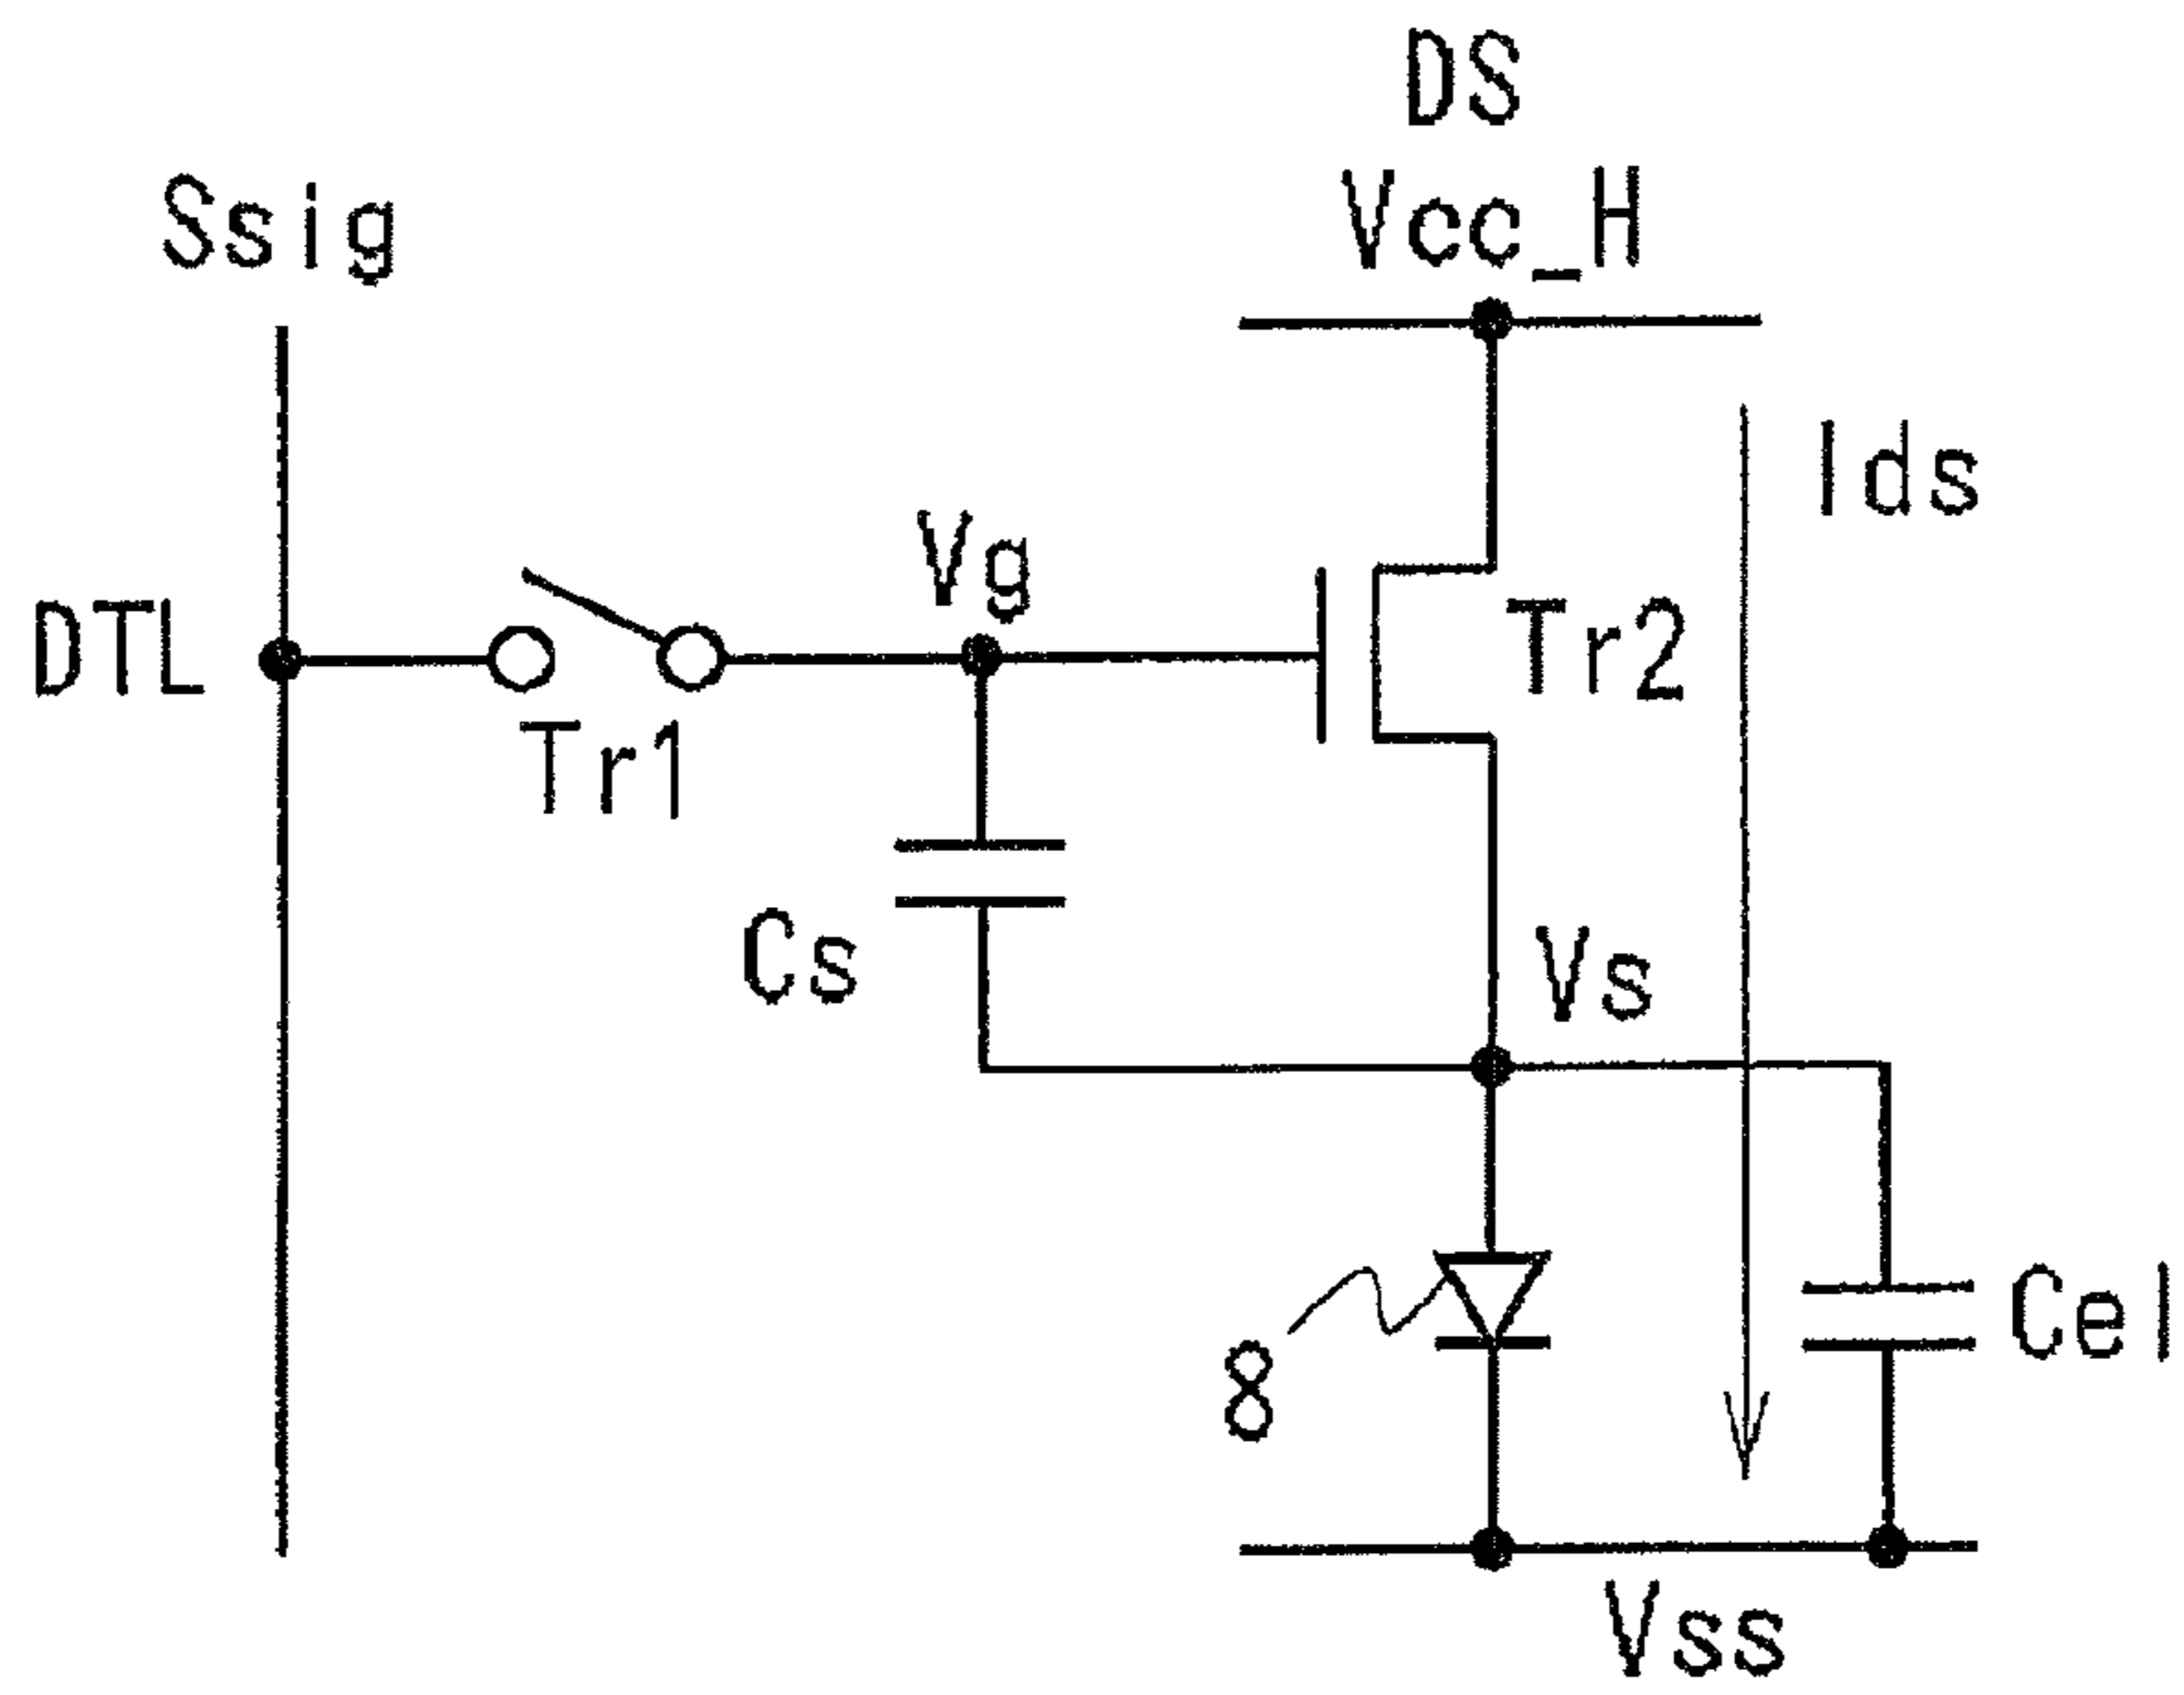 DS
Ssig
Vcc_H
Ids
Vg
DTL
Tr2
Tr1
Cs
Vs
Cel
8
Vss